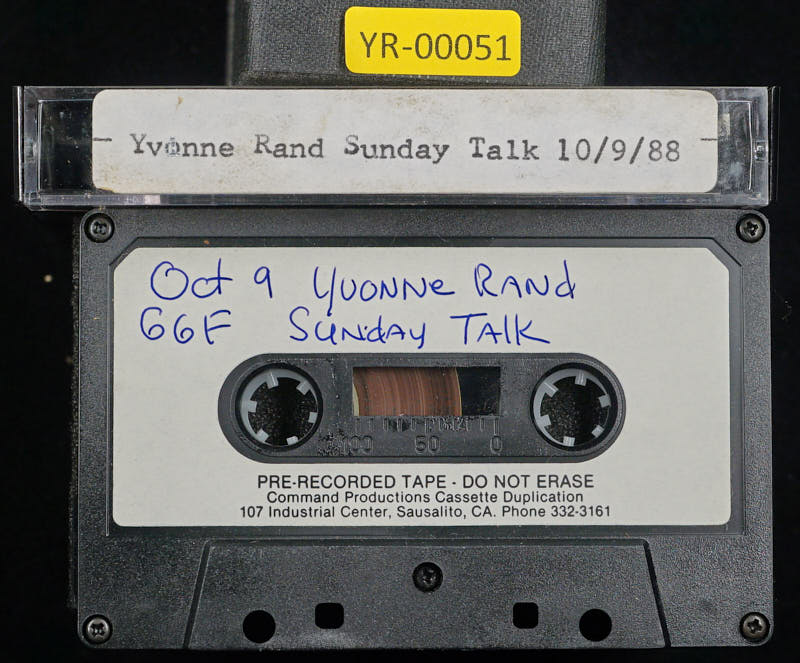 YR-00051
- Yvonne Rand Sunday Talk 10/9/88 -
Oct 9 Yvonne Rand
GGF Sunday Talk
100 50 0
PRE-RECORDED TAPE - DO NOT ERASE
Command Productions Cassette Duplication
107 Industrial Center, Sausalito, CA. Phone 332-3161